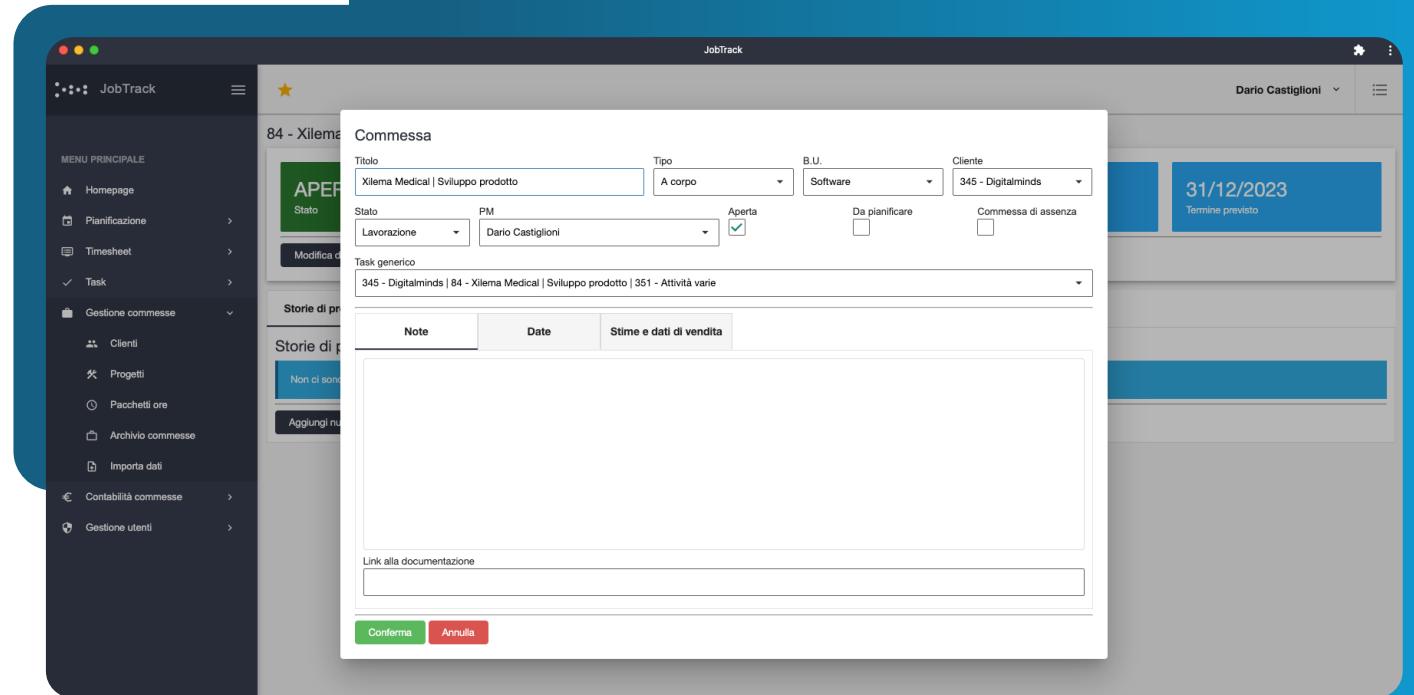 JobTrack
JobTrack
Dario Castiglioni
84 - Xilema
MENU PRINCIPALE
Homepage
Pianificazione
Timesheet
Task
Gestione commesse
Clienti
Progetti
Pacchetti ore
Archivio commesse
Importa dati
Contabilità commesse
Gestione utenti
Stato
31/12/2023
Termine previsto
Modifica
Storie di
Storie di
Non ci sono
Aggiungi
Commessa
Titolo Tipo B.U. Cliente
Xilema Medical | Sviluppo prodotto A corpo Software 345 - Digitalminds
Stato PM Aperta Da pianificare Commessa di assenza
Lavorazione Dario Castiglioni
Task generico
345 - Digitalminds | 84 - Xilema Medical | Sviluppo prodotto | 351 - Attività varie
Note Date Stime e dati di vendita
Link alla documentazione
Conferma Annulla